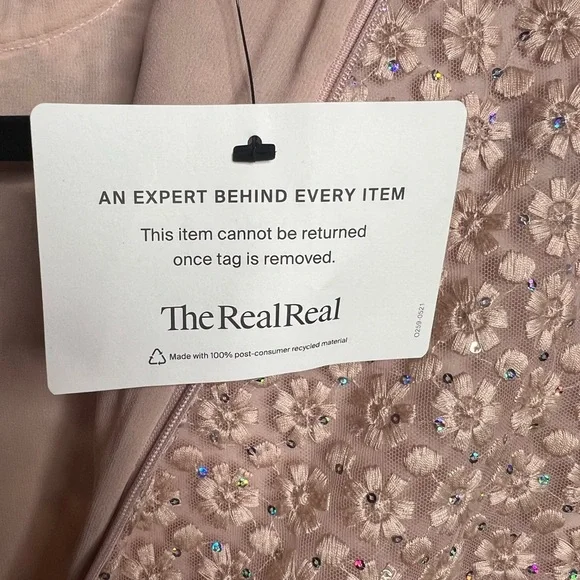 AN EXPERT BEHIND EVERY ITEM
This item cannot be returned
once tag is removed.
The RealReal
Made with 100% post-consumer recycled material
O259-0521